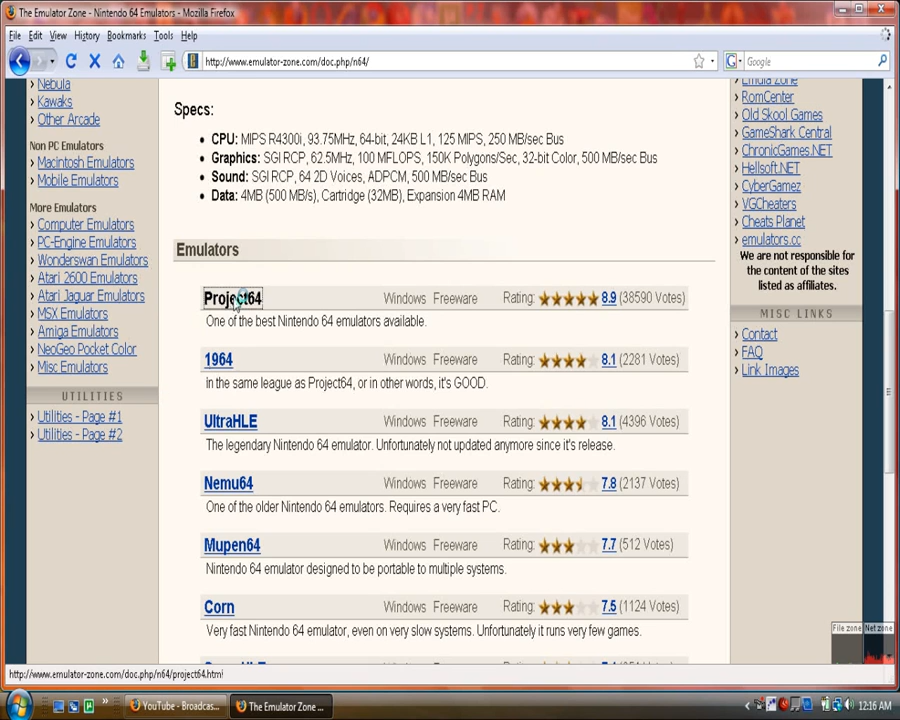 The Emulator Zone - Nintendo 64 Emulators - Mozilla Firefox
File Edit View History Bookmarks Tools Help
http://www.emulator-zone.com/doc.php/n64/
Google
Nebula
Kawaks
Other Arcade
Non PC Emulators
Macintosh Emulators
Mobile Emulators
More Emulators
Computer Emulators
PC-Engine Emulators
Wonderswan Emulators
Atari 2600 Emulators
Atari Jaguar Emulators
MSX Emulators
Amiga Emulators
NeoGeo Pocket Color
Misc Emulators
UTILITIES
Utilities - Page #1
Utilities - Page #2
Specs:
CPU: MIPS R4300i, 93.75MHz, 64-bit, 24KB L1, 125 MIPS, 250 MB/sec Bus
Graphics: SGI RCP, 62.5MHz, 100 MFLOPS, 150K Polygons/Sec, 32-bit Color, 500 MB/sec Bus
Sound: SGI RCP, 64 2D Voices, ADPCM, 500 MB/sec Bus
Data: 4MB (500 MB/s), Cartridge (32MB), Expansion 4MB RAM
Emulators
Project64 Windows Freeware Rating: 8.9 (38590 Votes)
One of the best Nintendo 64 emulators available.
1964 Windows Freeware Rating: 8.1 (2281 Votes)
In the same league as Project64, or in other words, it's GOOD.
UltraHLE Windows Freeware Rating: 8.1 (4396 Votes)
The legendary Nintendo 64 emulator. Unfortunately not updated anymore since it's release.
Nemu64 Windows Freeware Rating: 7.8 (2137 Votes)
One of the older Nintendo 64 emulators. Requires a very fast PC.
Mupen64 Windows Freeware Rating: 7.7 (512 Votes)
Nintendo 64 emulator designed to be portable to multiple systems.
Corn Windows Freeware Rating: 7.5 (1124 Votes)
Very fast Nintendo 64 emulator, even on very slow systems. Unfortunately it runs very few games.
Emula Zone
RomCenter
Old Skool Games
GameShark Central
ChronicGames.NET
Hellsoft.NET
CyberGamez
VGCheaters
Cheats Planet
emulators.cc
We are not responsible for
the content of the sites
listed as affiliates.
MISC LINKS
Contact
FAQ
Link Images
File zone Net zone
http://www.emulator-zone.com/doc.php/n64/project64.html
YouTube - Broadcas...
The Emulator Zone ...
12:16 AM